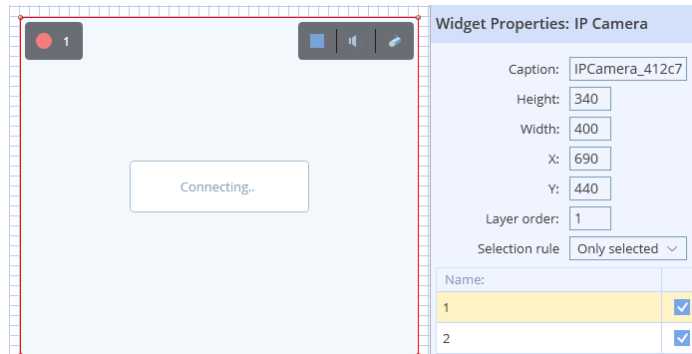 1
Connecting..
Widget Properties: IP Camera
Caption: IPCamera_412c7
Height: 340
Width: 400
X: 690
Y: 440
Layer order: 1
Selection rule Only selected
Name:
1
2